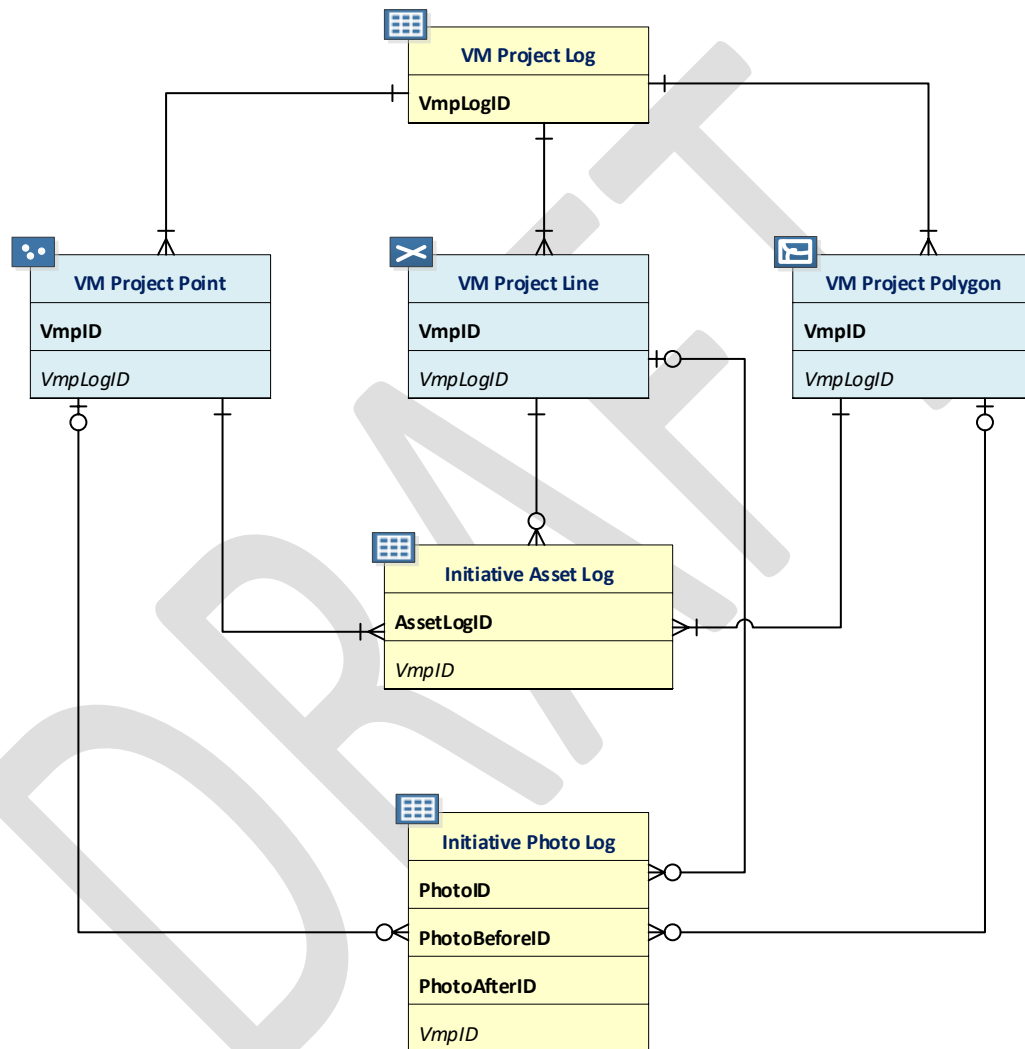 VM Project Log
VmpLogID
VM Project Point
VmpID
VmpLogID
VM Project Line
VmpID
VmpLogID
VM Project Polygon
VmpID
VmpLogID
Initiative Asset Log
AssetLogID
VmpID
Initiative Photo Log
PhotoID
PhotoBeforeID
PhotoAfterID
VmpID
DRAFT